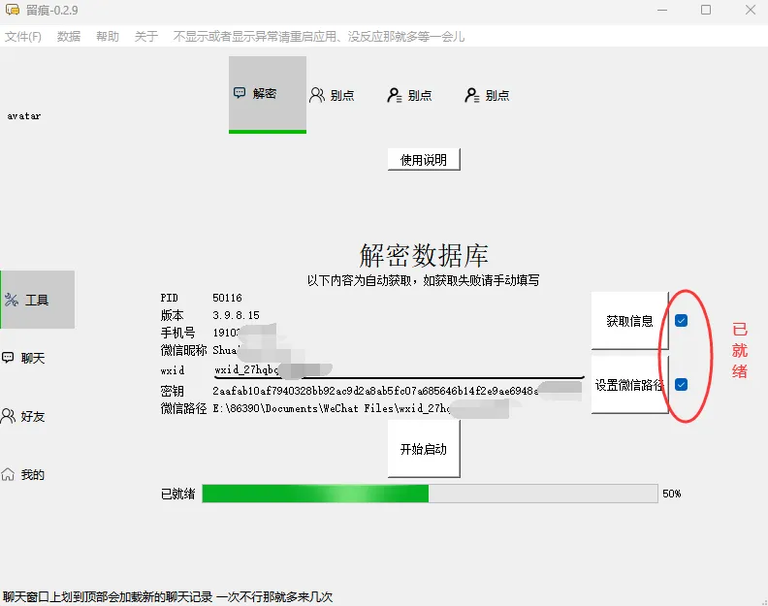 留痕-0.2.9
文件(F) 数据 帮助 关于 不显示或者显示异常请重启应用、没反应那就多等一会儿
解密 别点 别点 别点
avatar
使用说明
解密数据库
以下内容为自动获取，如获取失败请手动填写
PID 50116
版本 3.9.8.15
手机号 1910
微信昵称 Shua
wxid wxid_27hqbq
密钥 2aafab10af7940328bb92ac9d2a8ab5fc07a685646b14f2e9ae6948a
微信路径 E:\86390\Documents\WeChat Files\wxid_27hq
获取信息
设置微信路径
已就绪
工具
聊天
好友
我的
开始启动
已就绪 50%
聊天窗口上划到顶部会加载新的聊天记录 一次不行那就多来几次